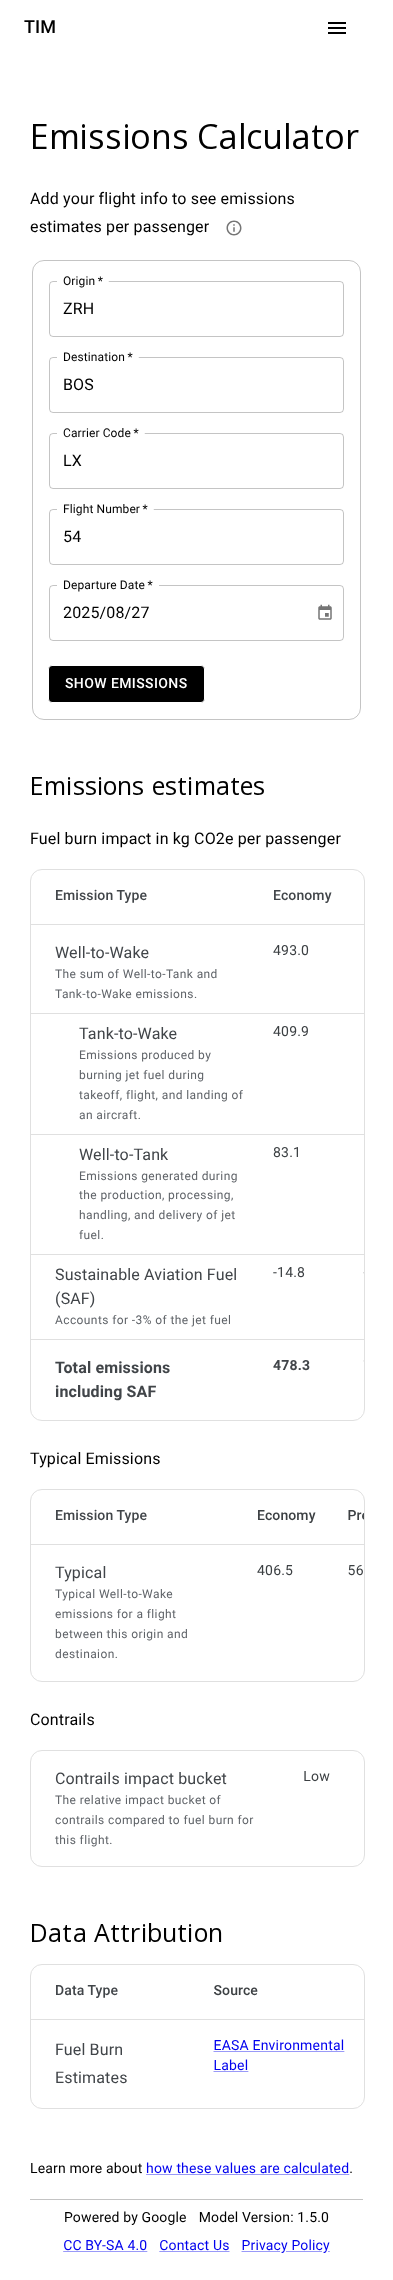 TIM
Emissions Calculator
Add your flight info to see emissions
estimates per passenger
Origin *
ZRH
Destination *
BOS
Carrier Code *
LX
Flight Number *
54
Departure Date *
2025/08/27
SHOW EMISSIONS
Emissions estimates
Fuel burn impact in kg CO2e per passenger
Emission Type Economy
Well-to-Wake 493.0
The sum of Well-to-Tank and
Tank-to-Wake emissions.
Tank-to-Wake 409.9
Emissions produced by
burning jet fuel during
takeoff, flight, and landing of
an aircraft.
Well-to-Tank 83.1
Emissions generated during
the production, processing,
handling, and delivery of jet
fuel.
Sustainable Aviation Fuel -14.8
(SAF)
Accounts for -3% of the jet fuel
Total emissions 478.3
including SAF
Typical Emissions
Emission Type Economy
Typical 406.5 56
Typical Well-to-Wake
emissions for a flight
between this origin and
destinaion.
Contrails
Contrails impact bucket Low
The relative impact bucket of
contrails compared to fuel burn for
this flight.
Data Attribution
Data Type Source
Fuel Burn EASA Environmental
Estimates Label
Learn more about how these values are calculated.
Powered by Google Model Version: 1.5.0
CC BY-SA 4.0 Contact Us Privacy Policy